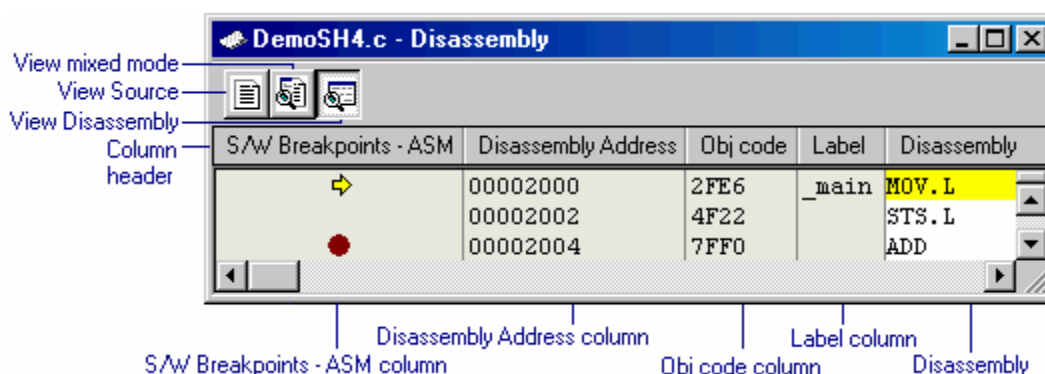 DemoSH4.c - Disassembly
View mixed mode
View Source
View Disassembly
Column header
S/W Breakpoints - ASM Disassembly Address Obj code Label Disassembly
00002000 2FE6 _main MOV.L
00002002 4F22 STS.L
00002004 7FF0 ADD
Disassembly Address column Label column
S/W Breakpoints - ASM column Obj code column Disassembly